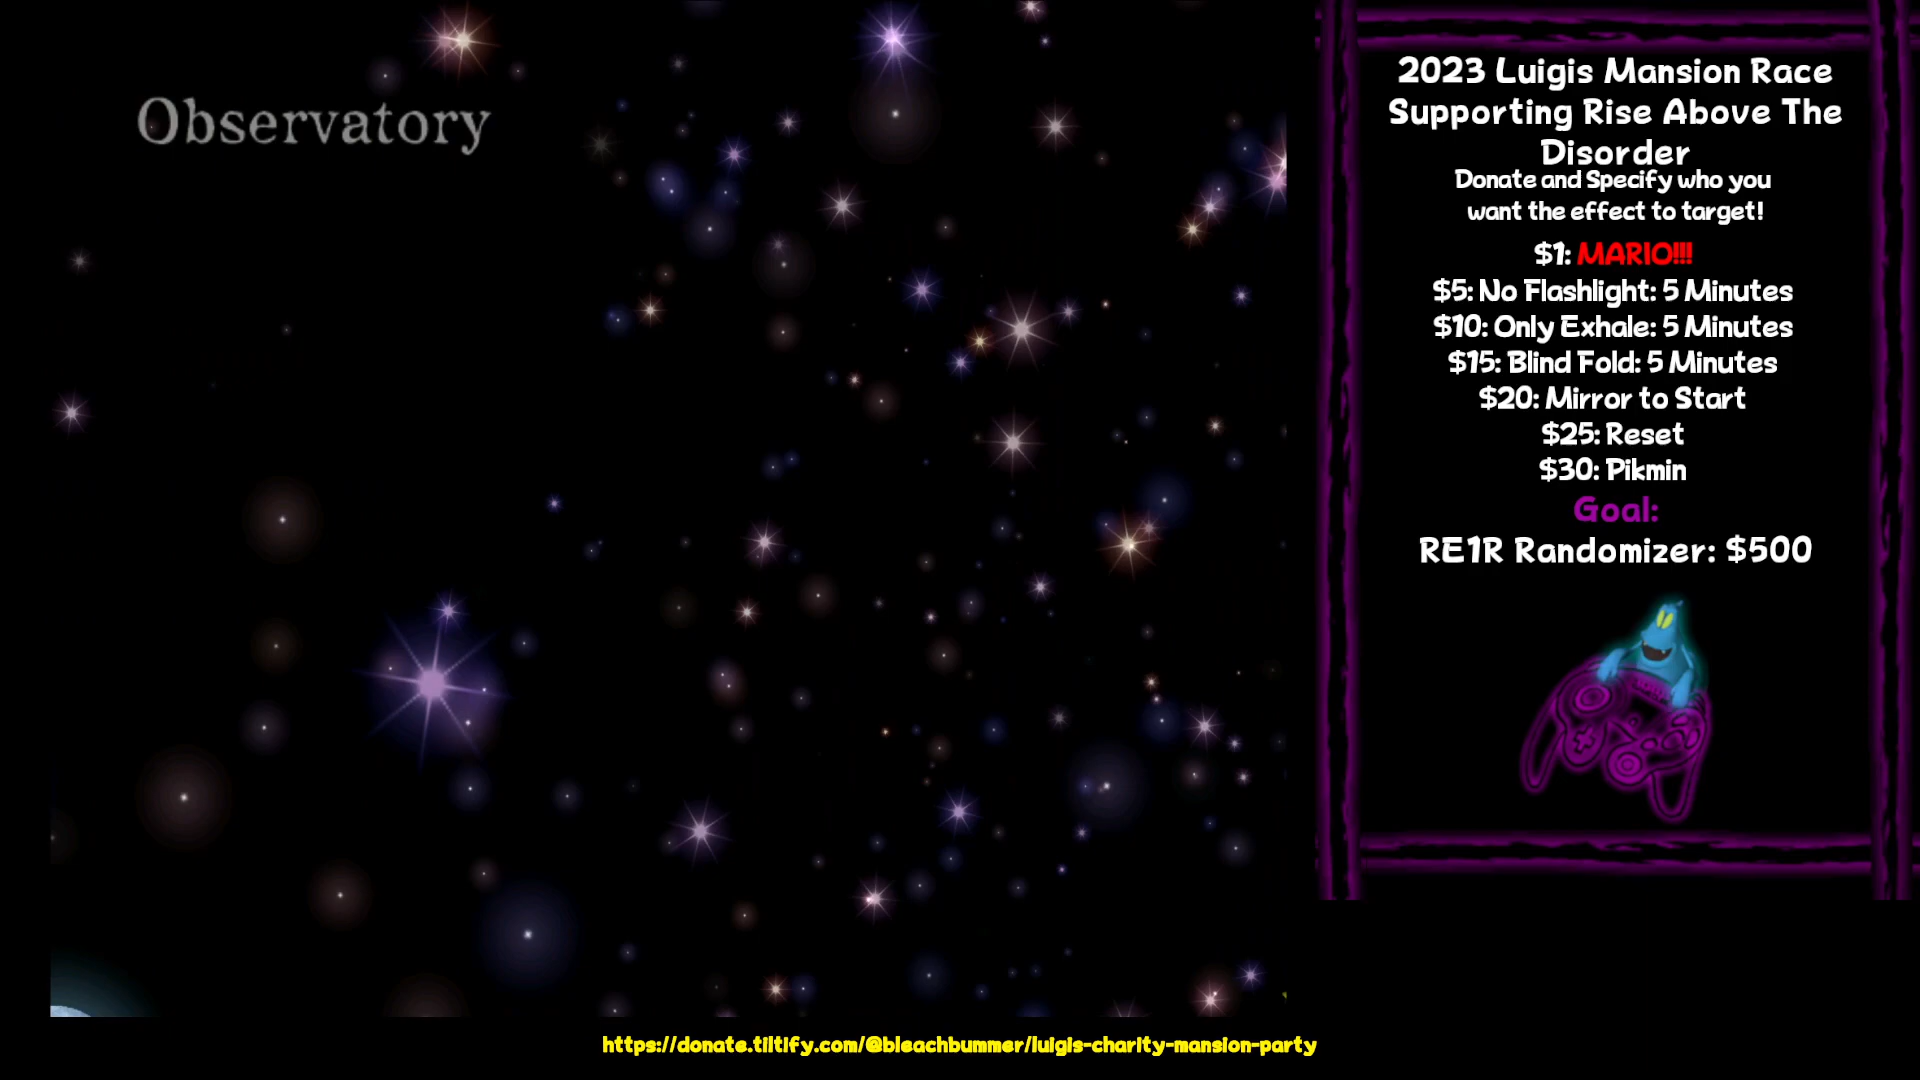 Observatory
2023 Luigis Mansion Race
Supporting Rise Above The
Disorder
Donate and Specify who you
want the effect to target!
$1: MARIO!!!
$5: No Flashlight: 5 Minutes
$10: Only Exhale: 5 Minutes
$15: Blind Fold: 5 Minutes
$20: Mirror to Start
$25: Reset
$30: Pikmin
Goal:
RE1R Randomizer: $500
https://donate.tiltify.com/@bleachbummer/luigis-charity-mansion-party